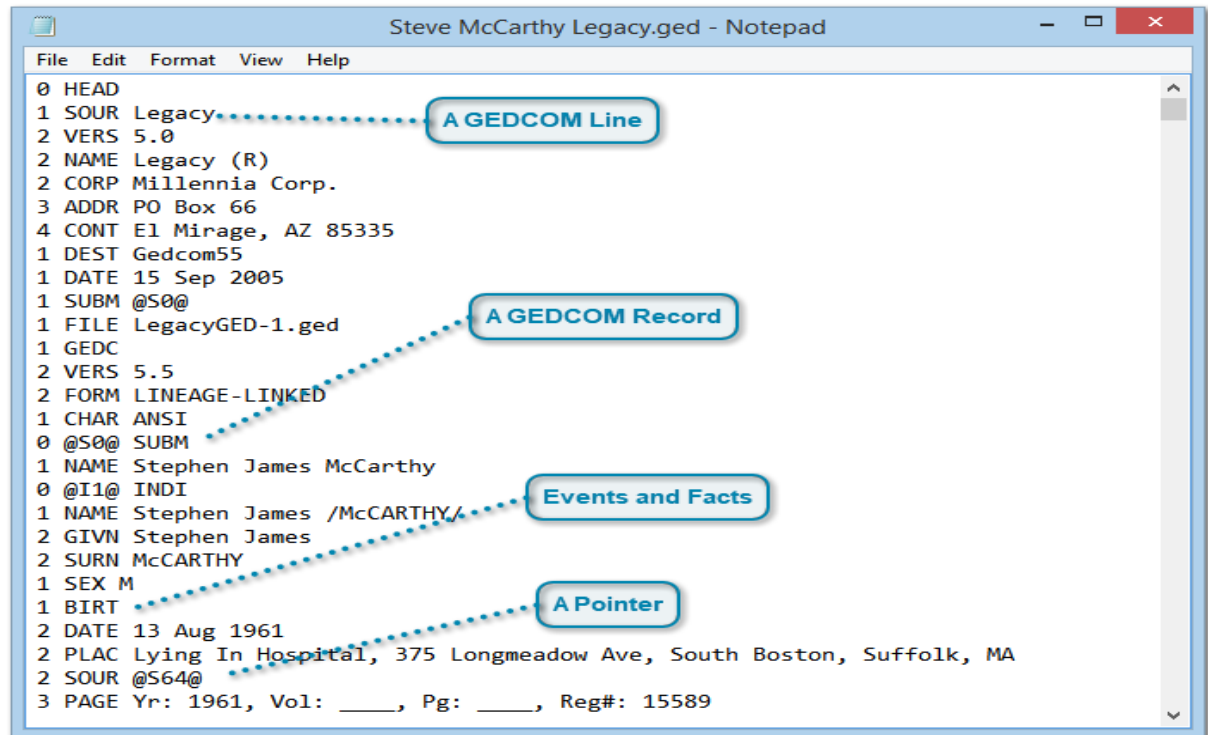 Steve McCarthy Legacy.ged - Notepad
File Edit Format View Help
0 HEAD
1 SOUR Legacy
A GEDCOM Line
2 VERS 5.0
2 NAME Legacy (R)
2 CORP Millennia Corp.
3 ADDR PO Box 66
4 CONT El Mirage, AZ 85335
1 DEST Gedcom55
1 DATE 15 Sep 2005
1 SUBM @S0@
1 FILE LegacyGED-1.ged
A GEDCOM Record
1 GEDC
2 VERS 5.5
2 FORM LINEAGE-LINKED
1 CHAR ANSI
0 @S0@ SUBM
1 NAME Stephen James McCarthy
0 @I1@ INDI
Events and Facts
1 NAME Stephen James /McCARTHY/
2 GIVN Stephen James
2 SURN McCARTHY
1 SEX M
1 BIRT
A Pointer
2 DATE 13 Aug 1961
2 PLAC Lying In Hospital, 375 Longmeadow Ave, South Boston, Suffolk, MA
2 SOUR @S64@
3 PAGE Yr: 1961, Vol: ____, Pg: ____, Reg#: 15589